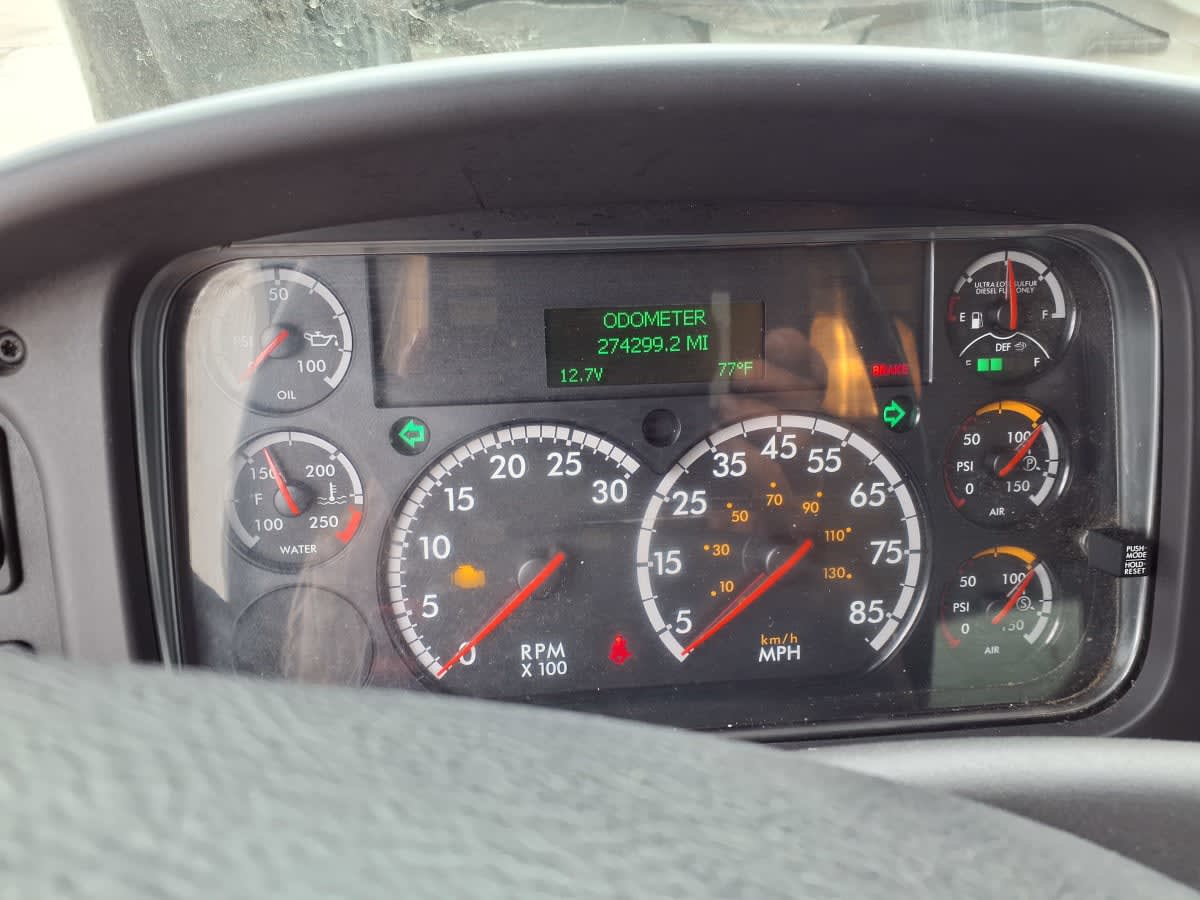 50
PSI
100
OIL
ODOMETER
274299.2 MI
12.7V
77°F
BRAKE
ULTRA LOW SULFUR
DIESEL FUEL ONLY
E
F
DEF
F
150
200
°F
100
250
WATER
0
5
10
15
20
25
30
RPM
X 100
5
15
25
35
45
55
65
75
85
10
30
50
70
90
110
130
km/h
MPH
50
100
PSI
P
0
150
AIR
50
100
PSI
S
0
150
AIR
PUSH-
MODE
HOLD-
RESET